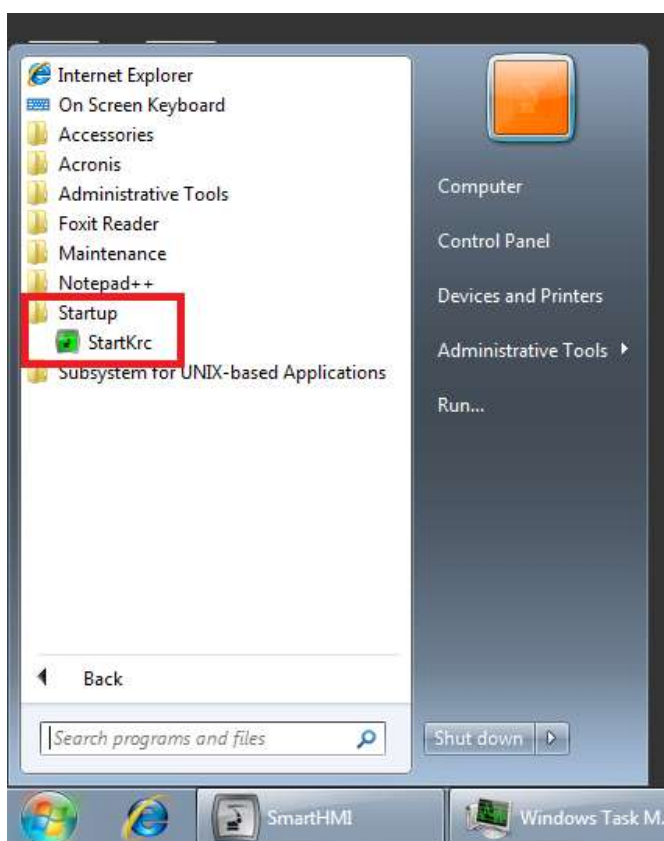 Internet Explorer
On Screen Keyboard
Accessories
Acronis
Administrative Tools
Foxit Reader
Maintenance
Notepad++
Startup
StartKrc
Subsystem for UNIX-based Applications
Back
Search programs and files
Computer
Control Panel
Devices and Printers
Administrative Tools
Run...
Shut down
SmartHMI
Windows Task M.